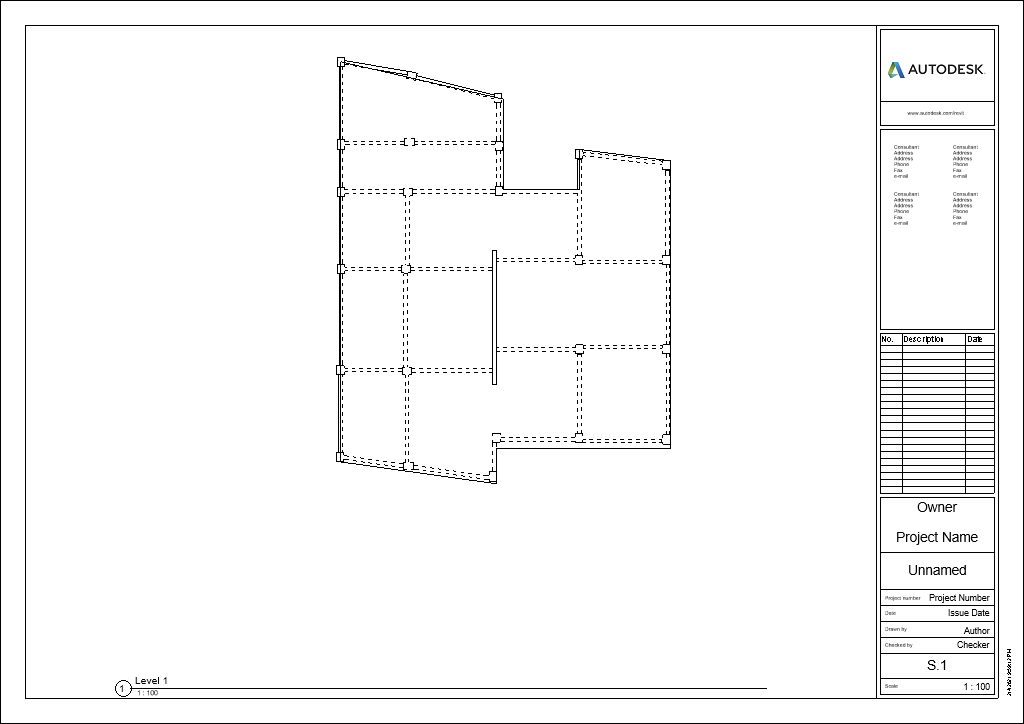 AUTODESK
www.autodesk.com/revit
Consultant
Address
Address
Phone
Fax
e-mail
Consultant
Address
Address
Phone
Fax
e-mail
Consultant
Address
Address
Phone
Fax
e-mail
Consultant
Address
Address
Phone
Fax
e-mail
No. Description Date
Owner
Project Name
Unnamed
Project number Project Number
Date Issue Date
Drawn by Author
Checked by Checker
S.1
Scale 1 : 100
1 Level 1
1 : 100